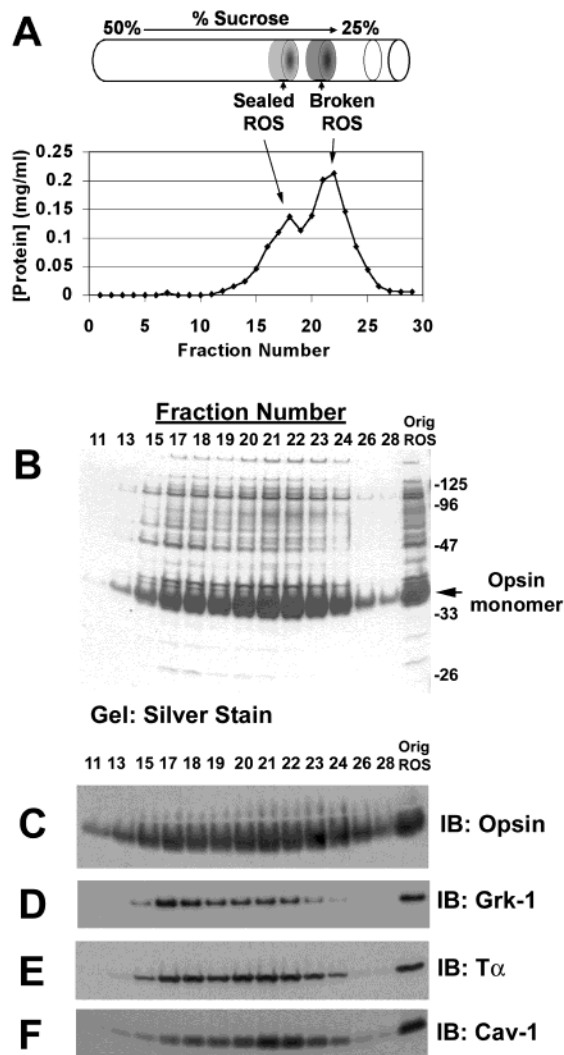 A
% Sucrose
50% 25%
Sealed ROS
Broken ROS
[Protein] (mg/ml)
0.25
0.2
0.15
0.1
0.05
0
0 5 10 15 20 25 30
Fraction Number
B
Fraction Number
11 13 15 17 18 19 20 21 22 23 24 26 28 Orig ROS
-125
-96
-47
Opsin monomer
-33
-26
Gel: Silver Stain
11 13 15 17 18 19 20 21 22 23 24 26 28 Orig ROS
C IB: Opsin
D IB: Grk-1
E IB: Tα
F IB: Cav-1